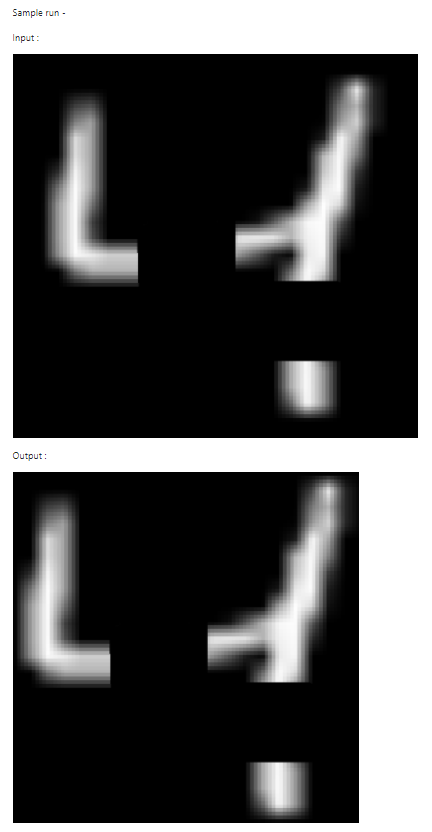 Sample run -
Input :
Output :